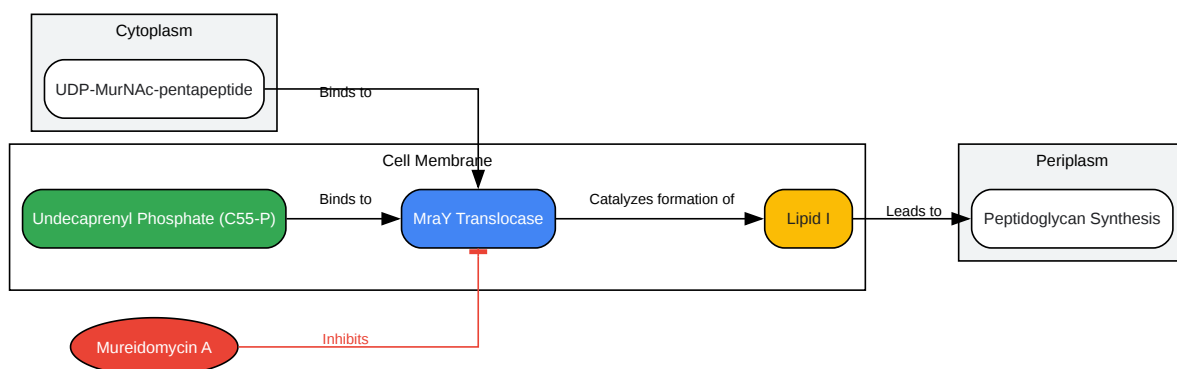 Cytoplasm
UDP-MurNAc-pentapeptide
Binds to
Cell Membrane
Undecaprenyl Phosphate (C55-P)
Binds to
MraY Translocase
Catalyzes formation of
Lipid I
Leads to
Periplasm
Peptidoglycan Synthesis
Mureidomycin A
Inhibits